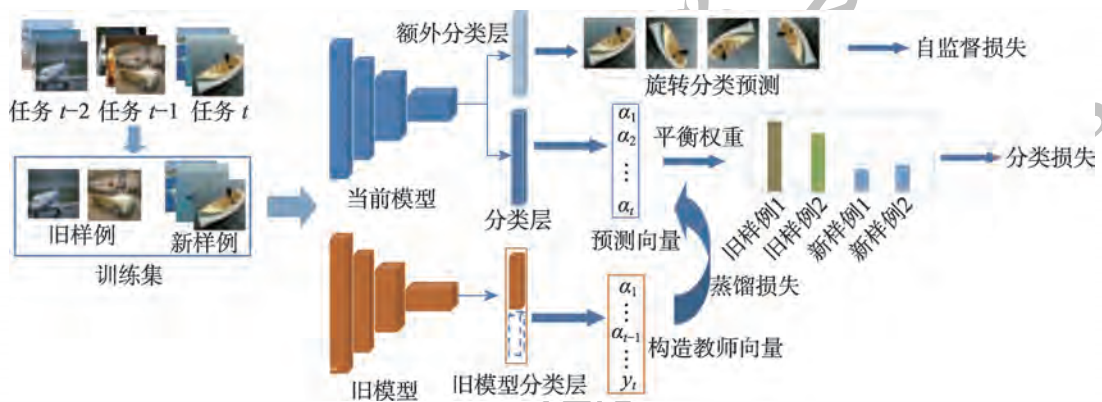 额外分类层
自监督损失
旋转分类预测
任务 t−2 任务 t−1 任务 t
α₁
α₂
⋮
αₜ
平衡权重
分类损失
当前模型
分类层
预测向量
旧样例1
旧样例2
新样例1
新样例2
旧样例
新样例
训练集
蒸馏损失
α₁
⋮
αₜ₋₁
⋮
yₜ
构造教师向量
旧模型
旧模型分类层